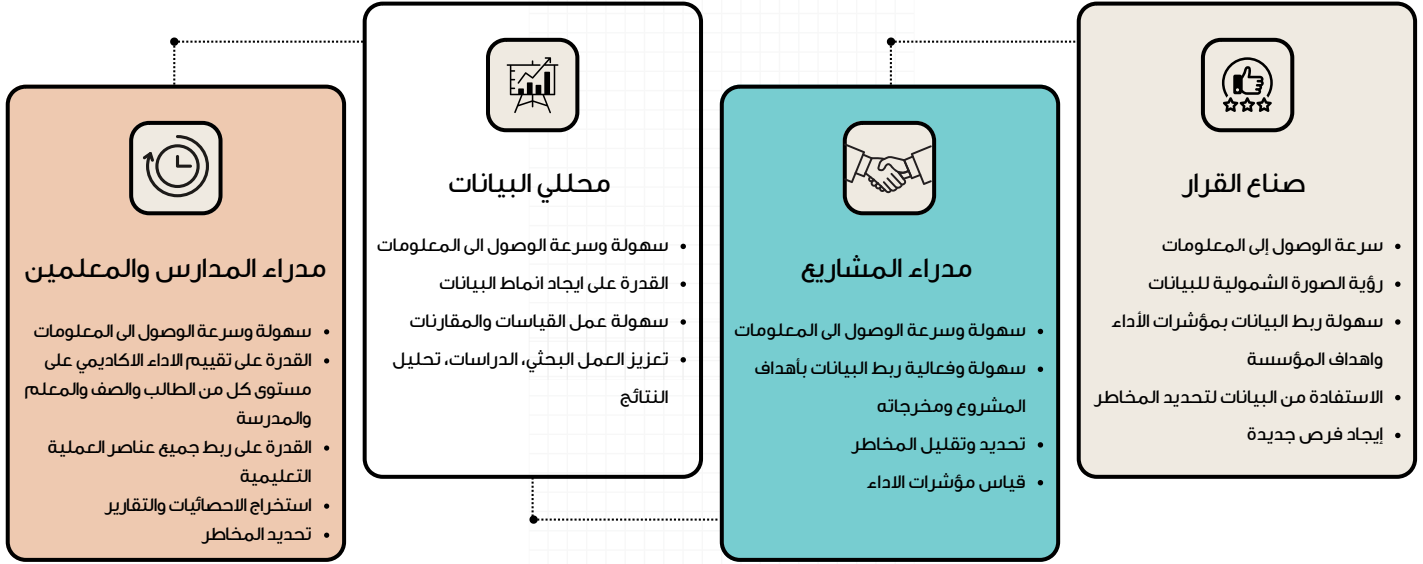 صناع القرار
سرعة الوصول إلى المعلومات
رؤية الصورة الشمولية للبيانات
سهولة ربط البيانات بمؤشرات الأداء
واهداف المؤسسة
الاستفادة من البيانات لتحديد المخاطر
إيجاد فرص جديدة
مدراء المشاريع
سهولة وسرعة الوصول الى المعلومات
سهولة وفعالية ربط البيانات بأهداف
المشروع ومخرجاته
تحديد وتقليل المخاطر
قياس مؤشرات الاداء
محللي البيانات
سهولة وسرعة الوصول الى المعلومات
القدرة على ايجاد انماط البيانات
سهولة عمل القياسات والمقارنات
تعزيز العمل البحثي، الدراسات، تحليل
النتائج
مدراء المدارس والمعلمين
سهولة وسرعة الوصول الى المعلومات
القدرة على تقييم الاداء الاكاديمي على
مستوى كل من الطالب والصف والمعلم
والمدرسة
القدرة على ربط جميع عناصر العملية
التعليمية
استخراج الاحصائيات والتقارير
تحديد المخاطر